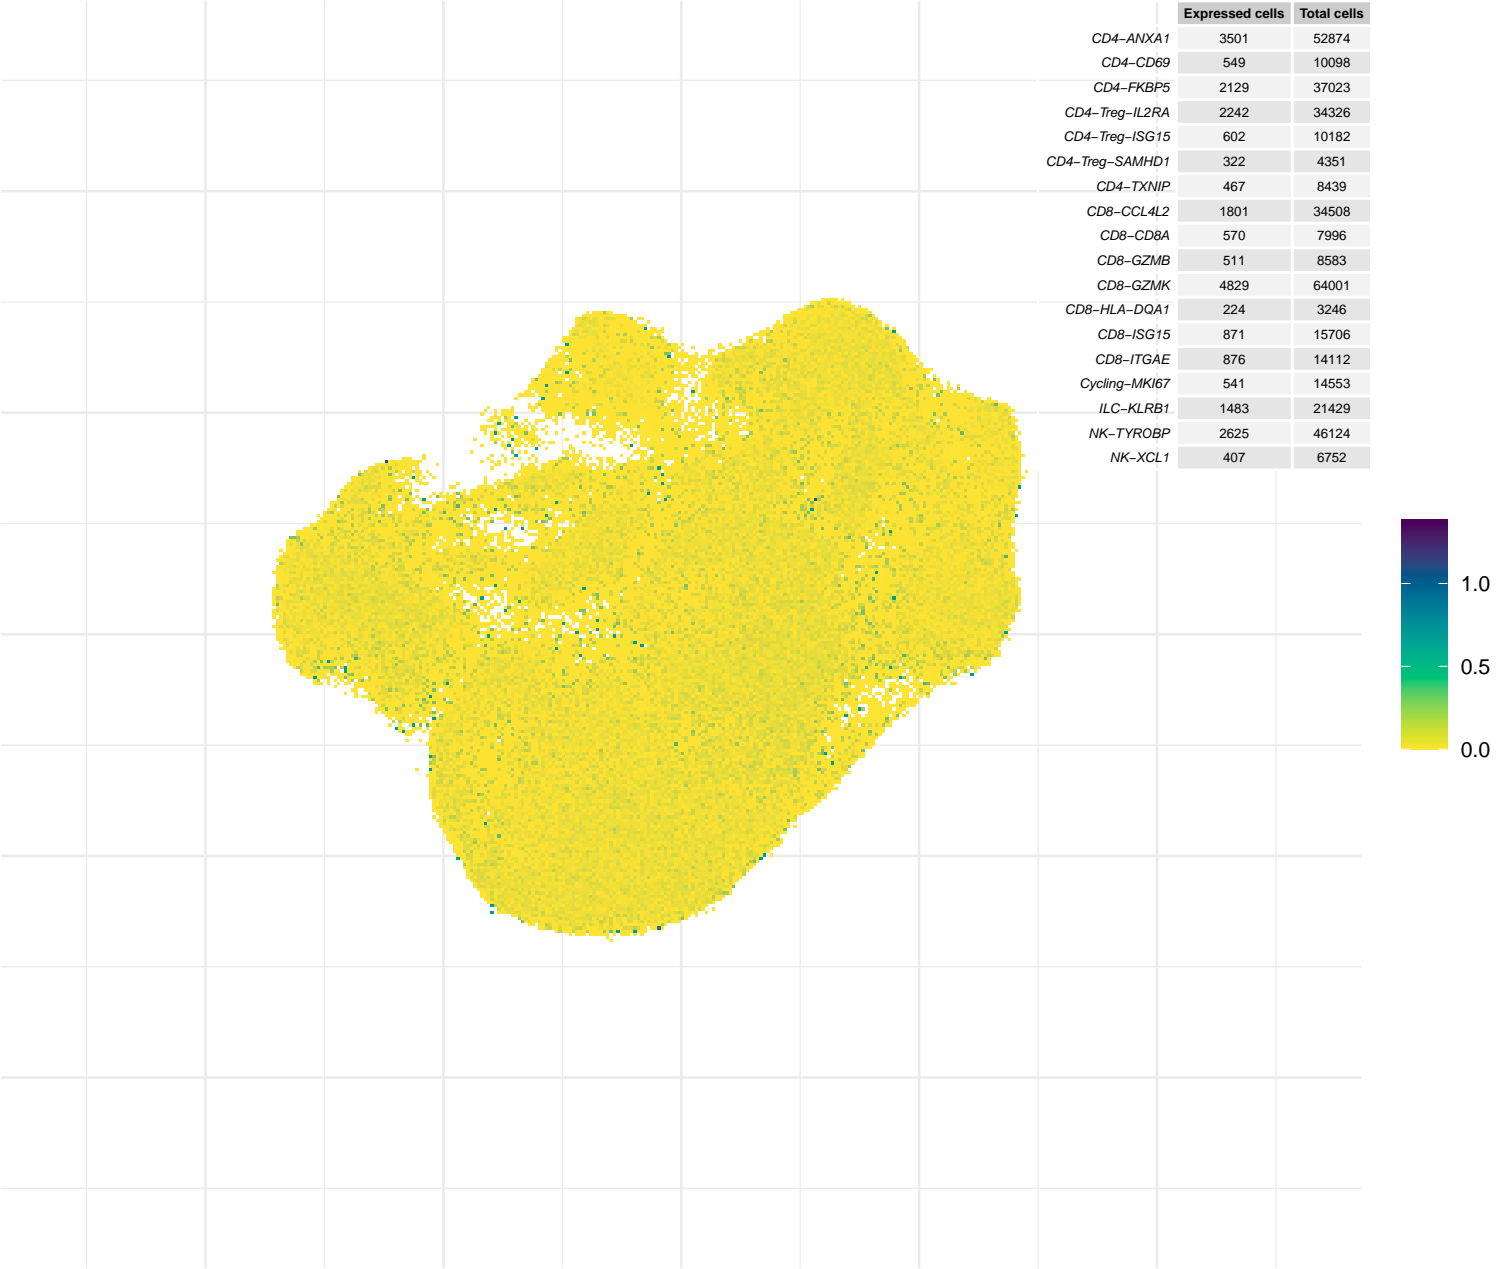 Expressed cells Total cells
CD4−ANXA1 3501 52874
CD4−CD69 549 10098
CD4−FKBP5 2129 37023
CD4−Treg−IL2RA 2242 34326
CD4−Treg−ISG15 602 10182
CD4−Treg−SAMHD1 322 4351
CD4−TXNIP 467 8439
CD8−CCL4L2 1801 34508
CD8−CD8A 570 7996
CD8−GZMB 511 8583
CD8−GZMK 4829 64001
CD8−HLA−DQA1 224 3246
CD8−ISG15 871 15706
CD8−ITGAE 876 14112
Cycling−MKI67 541 14553
ILC−KLRB1 1483 21429
NK−TYROBP 2625 46124
NK−XCL1 407 6752
1.0
0.5
0.0